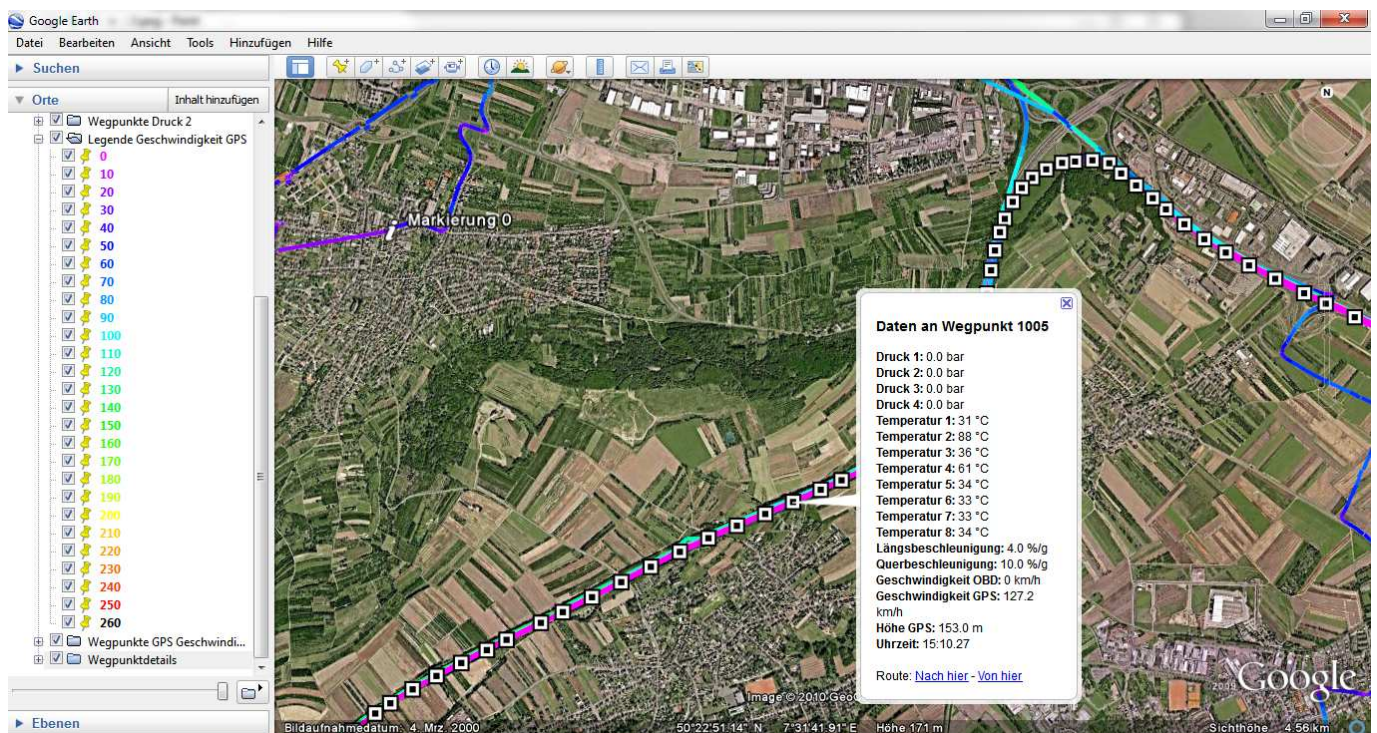 Google Earth
Datei Bearbeiten Ansicht Tools Hinzufügen Hilfe
Suchen
Orte
Inhalt hinzufügen
Wegpunkte Druck 2
Legende Geschwindigkeit GPS
0
10
20
30
40
50
60
70
80
90
100
110
120
130
140
150
160
170
180
190
200
210
220
230
240
250
260
Wegpunkte GPS Geschwindi...
Wegpunktdetails
Ebenen
N
Markierung 0
Daten an Wegpunkt 1005
Druck 1: 0.0 bar
Druck 2: 0.0 bar
Druck 3: 0.0 bar
Druck 4: 0.0 bar
Temperatur 1: 31 °C
Temperatur 2: 88 °C
Temperatur 3: 36 °C
Temperatur 4: 61 °C
Temperatur 5: 34 °C
Temperatur 6: 33 °C
Temperatur 7: 33 °C
Temperatur 8: 34 °C
Längsbeschleunigung: 4.0 %/g
Querbeschleunigung: 10.0 %/g
Geschwindigkeit OBD: 0 km/h
Geschwindigkeit GPS: 127.2
km/h
Höhe GPS: 153.0 m
Uhrzeit: 15:10.27
Route: Nach hier - Von hier
Google
Image © 2010
Bildaufnahmedatum: 4. Mrz. 2000
50°22'51.14" N 7°31'41.91" E Höhe 171 m
Sichthöhe 4.56 km